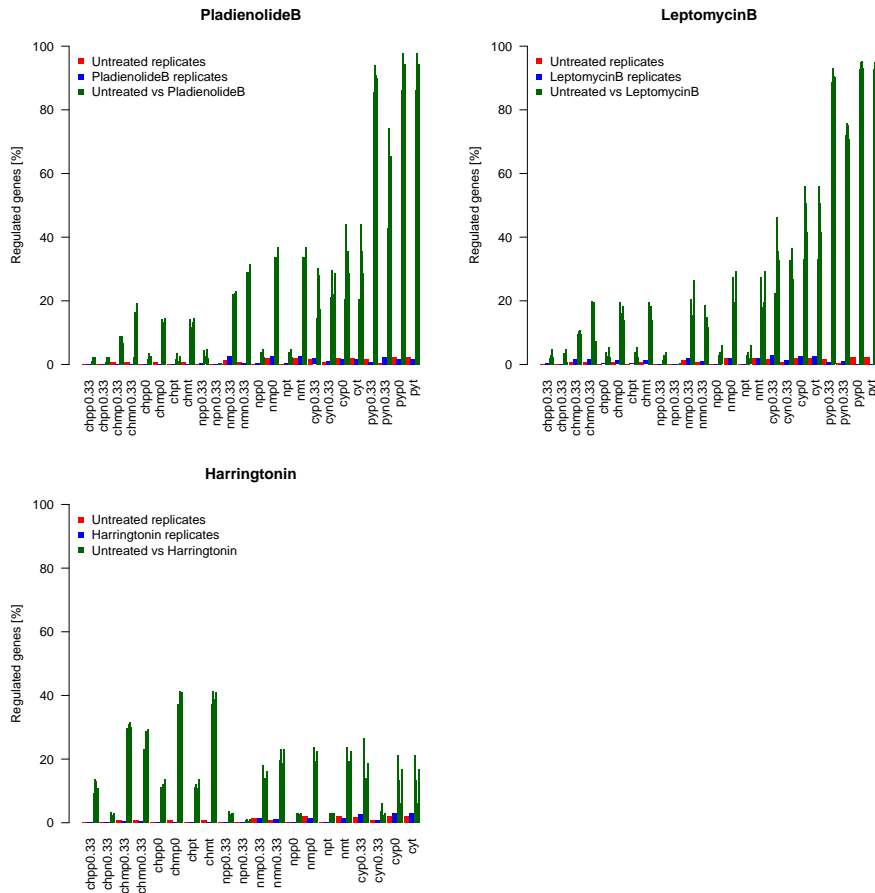 PladienolideB
Regulated genes [%]
100
80
60
40
20
0
Untreated replicates
PladienolideB replicates
Untreated vs PladienolideB
chpp0.33
chpn0.33
chmp0.33
chmn0.33
chpp0
chmp0
chpt
chmt
npp0.33
npn0.33
nmp0.33
nmn0.33
npp0
nmp0
npt
nmt
cyp0.33
cyn0.33
cyp0
cyt
pyp0.33
pyn0.33
pyp0
pyt
LeptomycinB
Regulated genes [%]
100
80
60
40
20
0
Untreated replicates
LeptomycinB replicates
Untreated vs LeptomycinB
chpp0.33
chpn0.33
chmp0.33
chmn0.33
chpp0
chmp0
chpt
chmt
npp0.33
npn0.33
nmp0.33
nmn0.33
npp0
nmp0
npt
nmt
cyp0.33
cyn0.33
cyp0
cyt
pyp0.33
pyn0.33
pyp0
pyt
Harringtonin
Regulated genes [%]
100
80
60
40
20
0
Untreated replicates
Harringtonin replicates
Untreated vs Harringtonin
chpp0.33
chpn0.33
chmp0.33
chmn0.33
chpp0
chmp0
chpt
chmt
npp0.33
npn0.33
nmp0.33
nmn0.33
npp0
nmp0
npt
nmt
cyp0.33
cyn0.33
cyp0
cyt